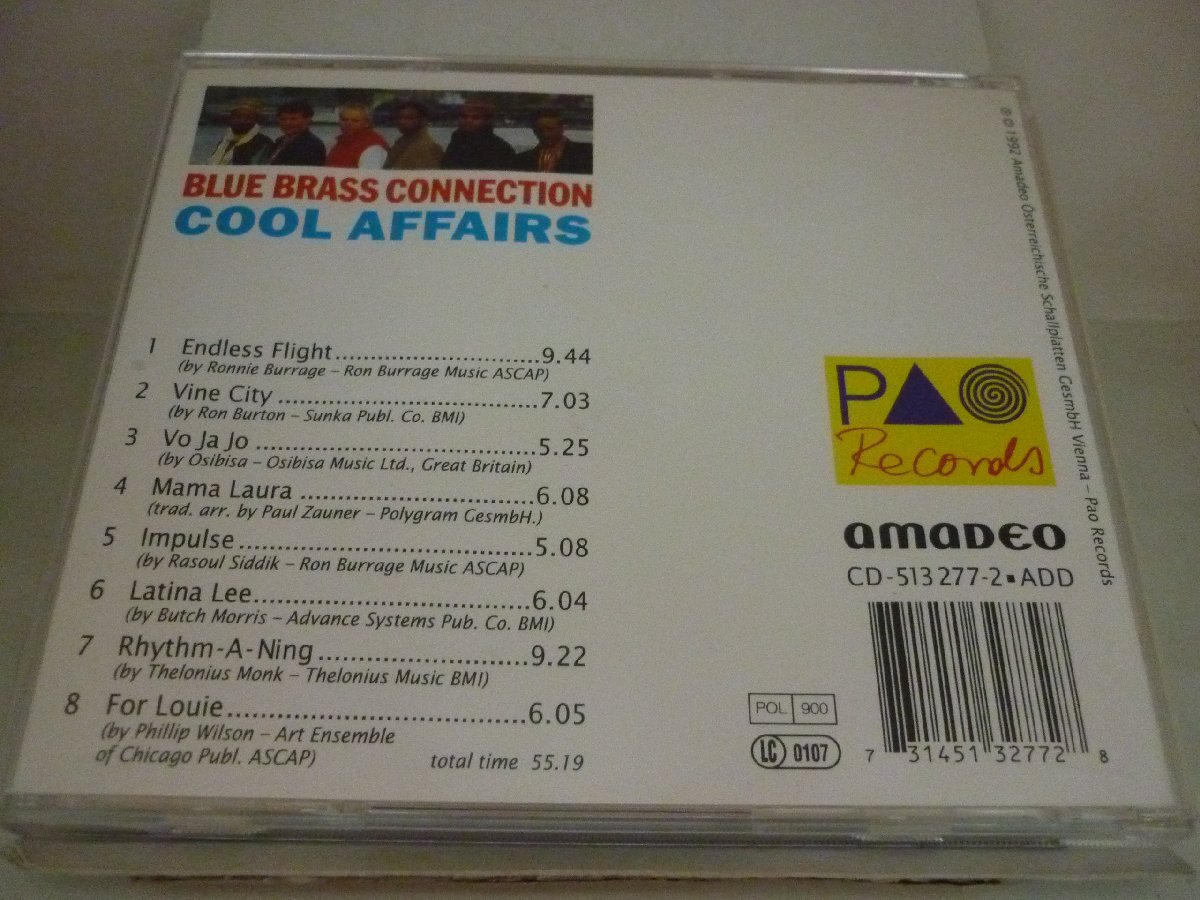 BLUE BRASS CONNECTION
COOL AFFAIRS
1 Endless Flight..........................9.44
(by Ronnie Burrage – Ron Burrage Music ASCAP)
2 Vine City .................................7.03
(by Ron Burton – Sunka Publ. Co. BMI)
3 Vo Ja Jo ...................................5.25
(by Osibisa – Osibisa Music Ltd., Great Britain)
4 Mama Laura .............................6.08
(trad. arr. by Paul Zauner – Polygram GesmbH.)
5 Impulse....................................5.08
(by Rasoul Siddik – Ron Burrage Music ASCAP)
6 Latina Lee.................................6.04
(by Butch Morris – Advance Systems Pub. Co. BMI)
7 Rhythm-A-Ning.........................9.22
(by Thelonius Monk – Thelonius Music BMI)
8 For Louie...................................6.05
(by Phillip Wilson – Art Ensemble
of Chicago Publ. ASCAP)
total time 55.19
℗ © 1992 Amadeo Österreichische Schallplatten GesmbH Vienna – Pao Records
PAO
Records
amaDEO
CD-513 277-2▪ADD
POL 900
LC 0107
7 31451 32772 8